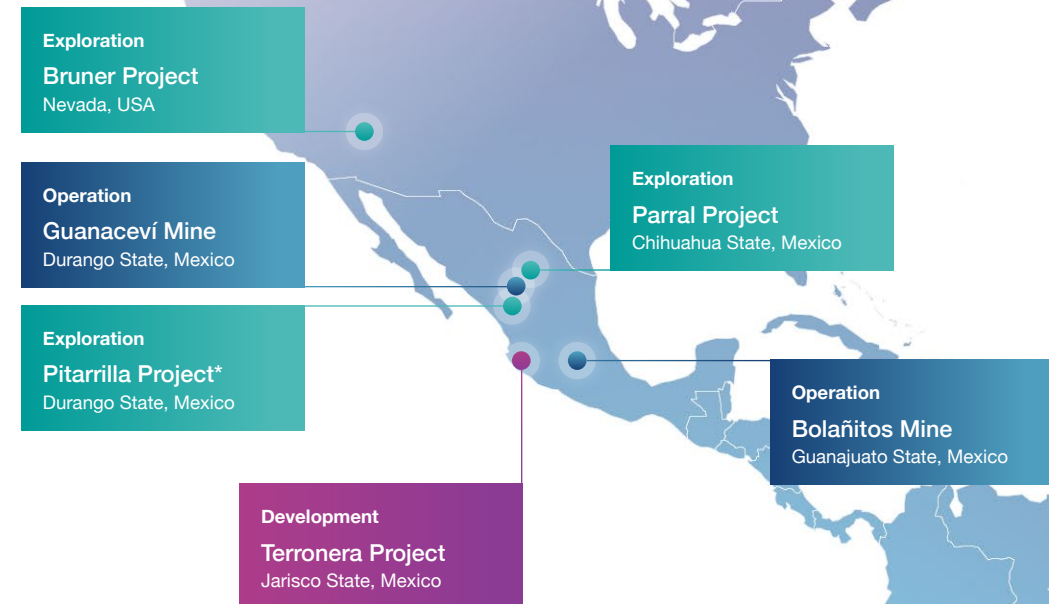 Exploration
Bruner Project
Nevada, USA
Operation
Guanaceví Mine
Durango State, Mexico
Exploration
Pitarrilla Project*
Durango State, Mexico
Exploration
Parral Project
Chihuahua State, Mexico
Operation
Bolañitos Mine
Guanajuato State, Mexico
Development
Terronera Project
Jarisco State, Mexico